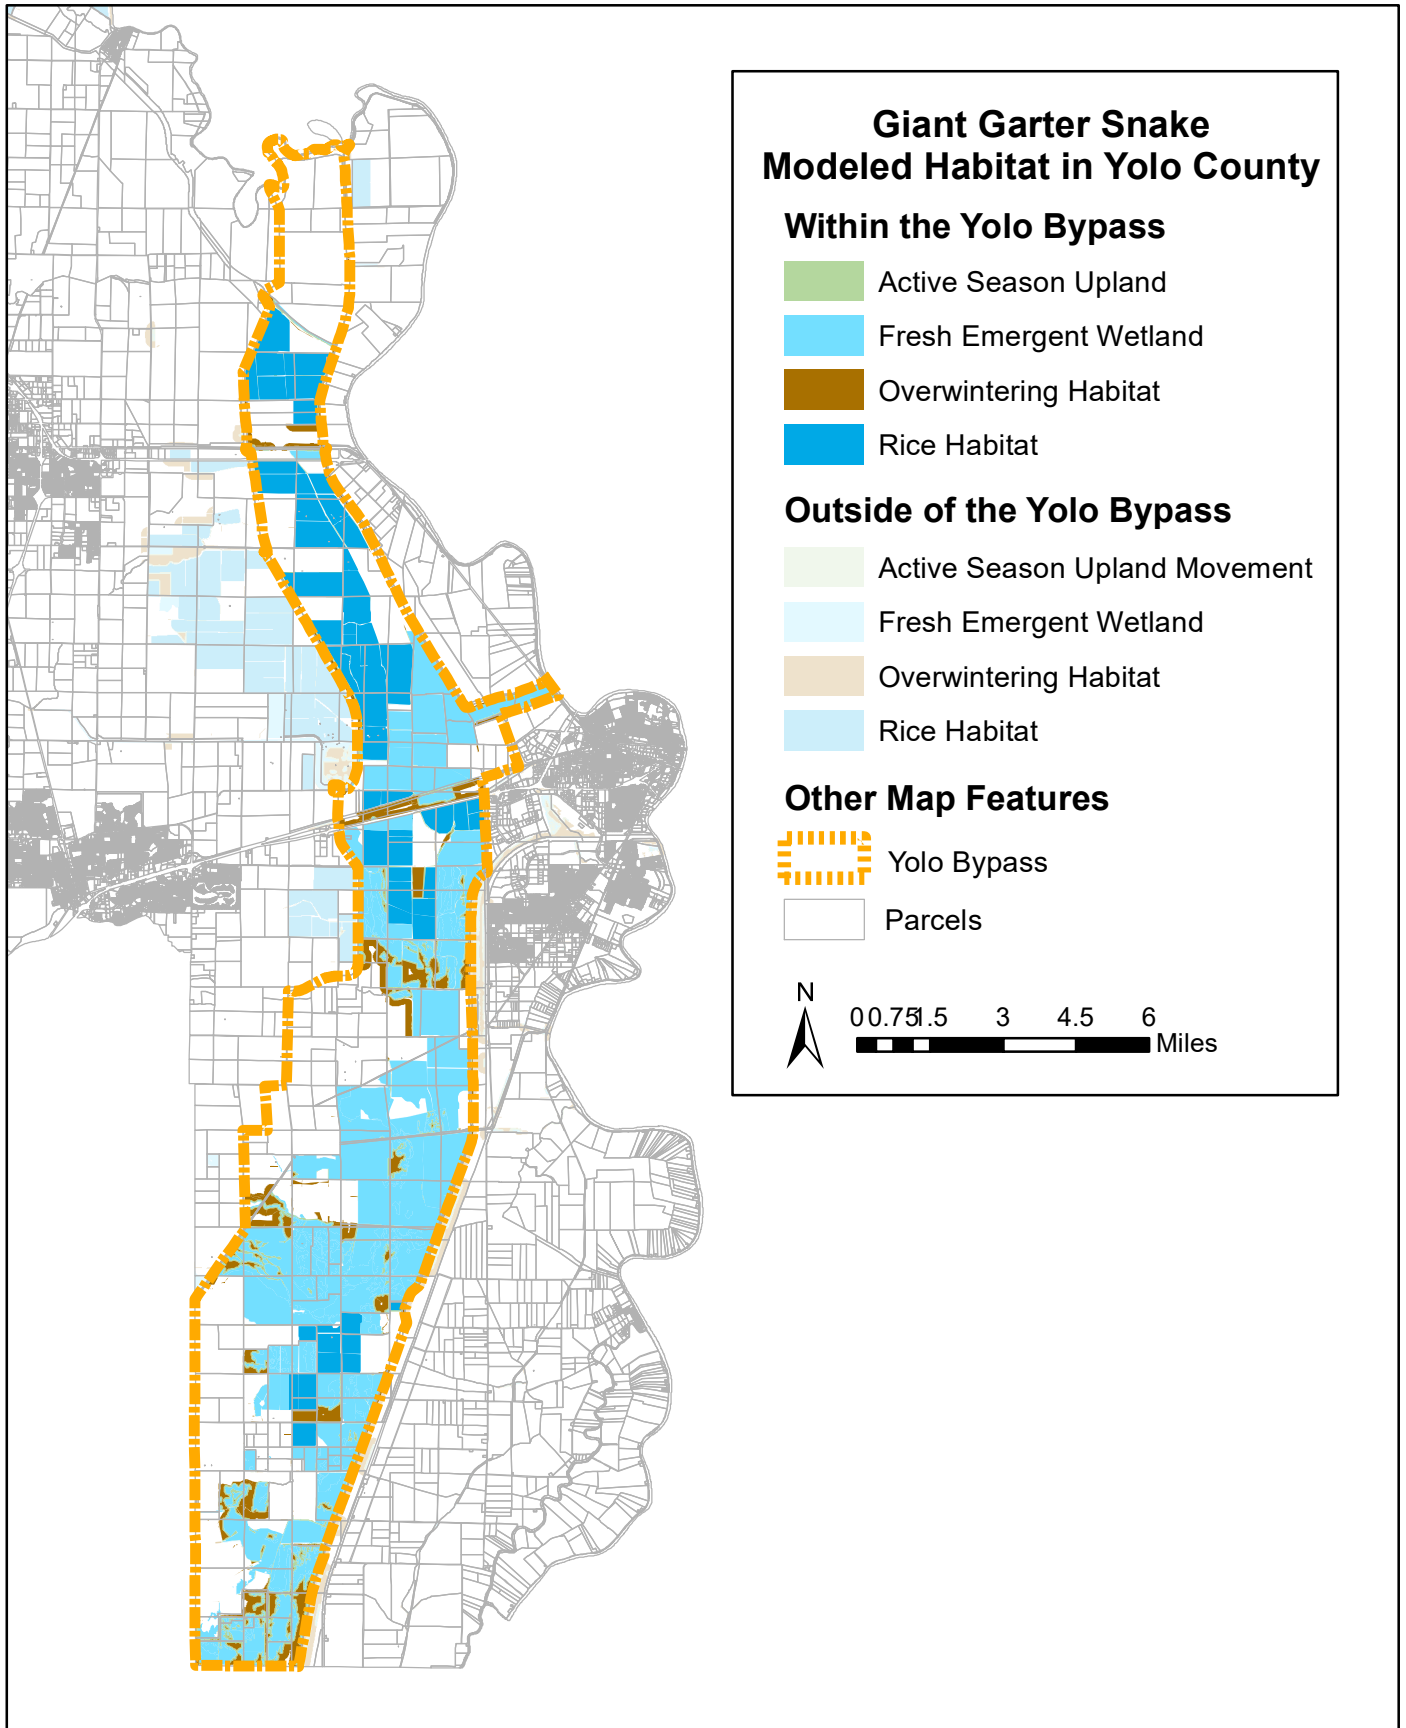 Giant Garter Snake
Modeled Habitat in Yolo County
Within the Yolo Bypass
Active Season Upland
Fresh Emergent Wetland
Overwintering Habitat
Rice Habitat
Outside of the Yolo Bypass
Active Season Upland Movement
Fresh Emergent Wetland
Overwintering Habitat
Rice Habitat
Other Map Features
Yolo Bypass
Parcels
N
0 0.75 1.5 3 4.5 6
Miles